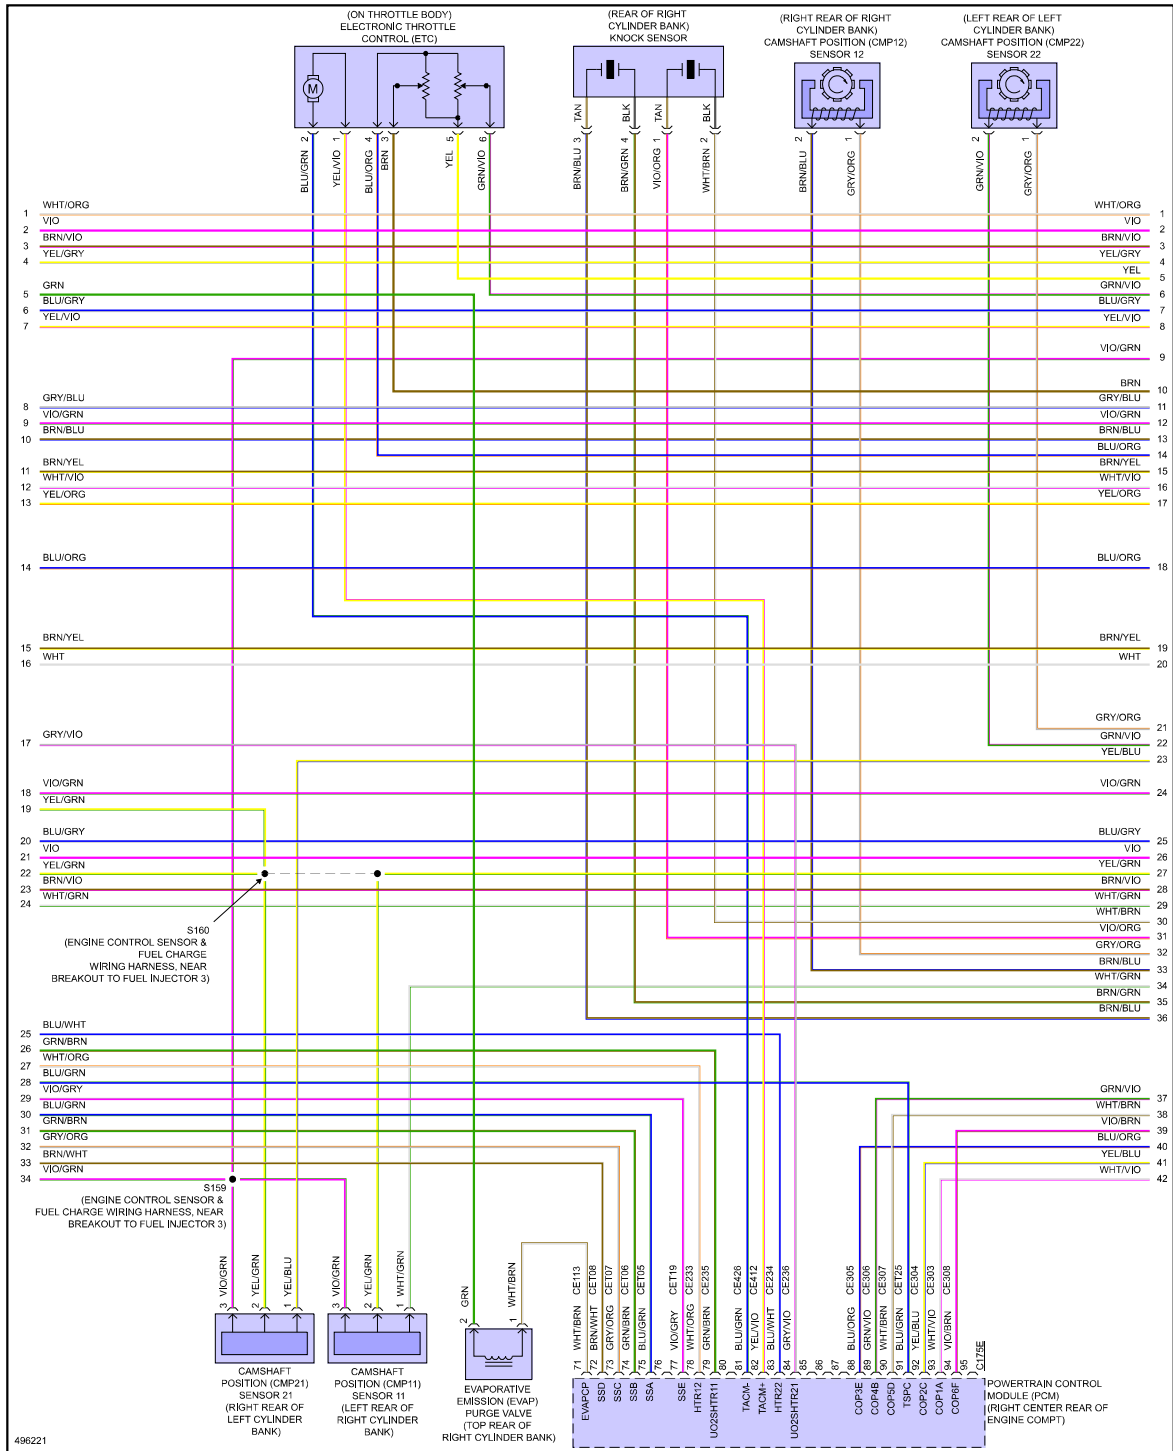 (ON THROTTLE BODY)
ELECTRONIC THROTTLE
CONTROL (ETC)
(REAR OF RIGHT
CYLINDER BANK)
KNOCK SENSOR
(RIGHT REAR OF RIGHT
CYLINDER BANK)
CAMSHAFT POSITION (CMP12)
SENSOR 12
(LEFT REAR OF LEFT
CYLINDER BANK)
CAMSHAFT POSITION (CMP22)
SENSOR 22
M
TAN BLK TAN BLK
2 1 4 3 5 6 3 4 1 2 2 1 2 1
BLU/GRN YEL/VIO BLU/ORG BRN YEL GRN/VIO BRN/BLU BRN/GRN VIO/ORG WHT/BRN BRN/BLU GRY/ORG GRN/VIO GRY/ORG
1 WHT/ORG WHT/ORG 1
2 VIO VIO 2
3 BRN/VIO BRN/VIO 3
4 YEL/GRY YEL/GRY 4
YEL 5
5 GRN GRN/VIO 6
6 BLU/GRY BLU/GRY 7
7 YEL/VIO YEL/VIO 8
VIO/GRN 9
BRN 10
8 GRY/BLU GRY/BLU 11
9 VIO/GRN VIO/GRN 12
10 BRN/BLU BRN/BLU 13
BLU/ORG 14
11 BRN/YEL BRN/YEL 15
12 WHT/VIO WHT/VIO 16
13 YEL/ORG YEL/ORG 17
14 BLU/ORG BLU/ORG 18
15 BRN/YEL BRN/YEL 19
16 WHT WHT 20
GRY/ORG 21
17 GRY/VIO GRN/VIO 22
YEL/BLU 23
18 VIO/GRN VIO/GRN 24
19 YEL/GRN
20 BLU/GRY BLU/GRY 25
21 VIO VIO 26
22 YEL/GRN YEL/GRN 27
23 BRN/VIO BRN/VIO 28
24 WHT/GRN WHT/GRN 29
WHT/BRN 30
VIO/ORG 31
GRY/ORG 32
BRN/BLU 33
WHT/GRN 34
BRN/GRN 35
BRN/BLU 36
S160
(ENGINE CONTROL SENSOR &
FUEL CHARGE
WIRING HARNESS, NEAR
BREAKOUT TO FUEL INJECTOR 3)
25 BLU/WHT
26 GRN/BRN
27 WHT/ORG
28 BLU/GRN
29 VIO/GRY GRN/VIO 37
30 BLU/GRN WHT/BRN 38
31 GRN/BRN VIO/BRN 39
32 GRY/ORG BLU/ORG 40
33 BRN/WHT YEL/BLU 41
34 VIO/GRN WHT/VIO 42
S159
(ENGINE CONTROL SENSOR &
FUEL CHARGE WIRING HARNESS, NEAR
BREAKOUT TO FUEL INJECTOR 3)
3 VIO/GRN
2 YEL/GRN
1 YEL/BLU
3 VIO/GRN
2 YEL/GRN
1 WHT/GRN
2 GRN
1 WHT/BRN
71 WHT/BRN CE113
72 BRN/WHT CET08
73 GRY/ORG CET07
74 GRN/BRN CET06
75 BLU/GRN CET05
76
77 VIO/GRY CET19
78 WHT/ORG CE233
79 GRN/BRN CE235
80
81 BLU/GRN CE426
82 YEL/VIO CE412
83 BLU/WHT CE234
84 GRY/VIO CE236
85
86
87
88 BLU/ORG CE305
89 GRN/VIO CE306
90 WHT/BRN CE307
91 BLU/GRN CET25
92 YEL/BLU CE304
93 WHT/VIO CE303
94 VIO/BRN CE308
95
C175E
EVAPCP
SSD
SSC
SSB
SSA
SSE
HTR12
UO2SHTR11
TACM-
TACM+
HTR22
UO2SHTR21
COP3E
COP4B
COP5D
TSPC
COP2C
COP1A
COP6F
CAMSHAFT
POSITION (CMP21)
SENSOR 21
(RIGHT REAR OF
LEFT CYLINDER
BANK)
CAMSHAFT
POSITION (CMP11)
SENSOR 11
(LEFT REAR OF
RIGHT CYLINDER
BANK)
EVAPORATIVE
EMISSION (EVAP)
PURGE VALVE
(TOP REAR OF
RIGHT CYLINDER BANK)
POWERTRAIN CONTROL
MODULE (PCM)
(RIGHT CENTER REAR OF
ENGINE COMPT)
496221